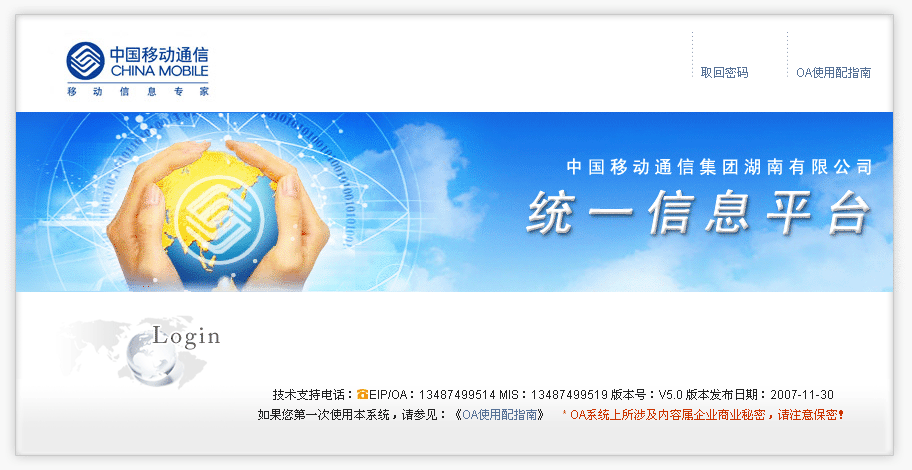 中国移动通信
CHINA MOBILE
移动信息专家
取回密码
OA使用配指南
中国移动通信集团湖南有限公司
统一信息平台
Login
技术支持电话：☎EIP/OA：13487499514 MIS：13487499519 版本号：V5.0 版本发布日期：2007-11-30
如果您第一次使用本系统，请参见：《OA使用配指南》 * OA系统上所涉及内容属企业商业秘密，请注意保密!